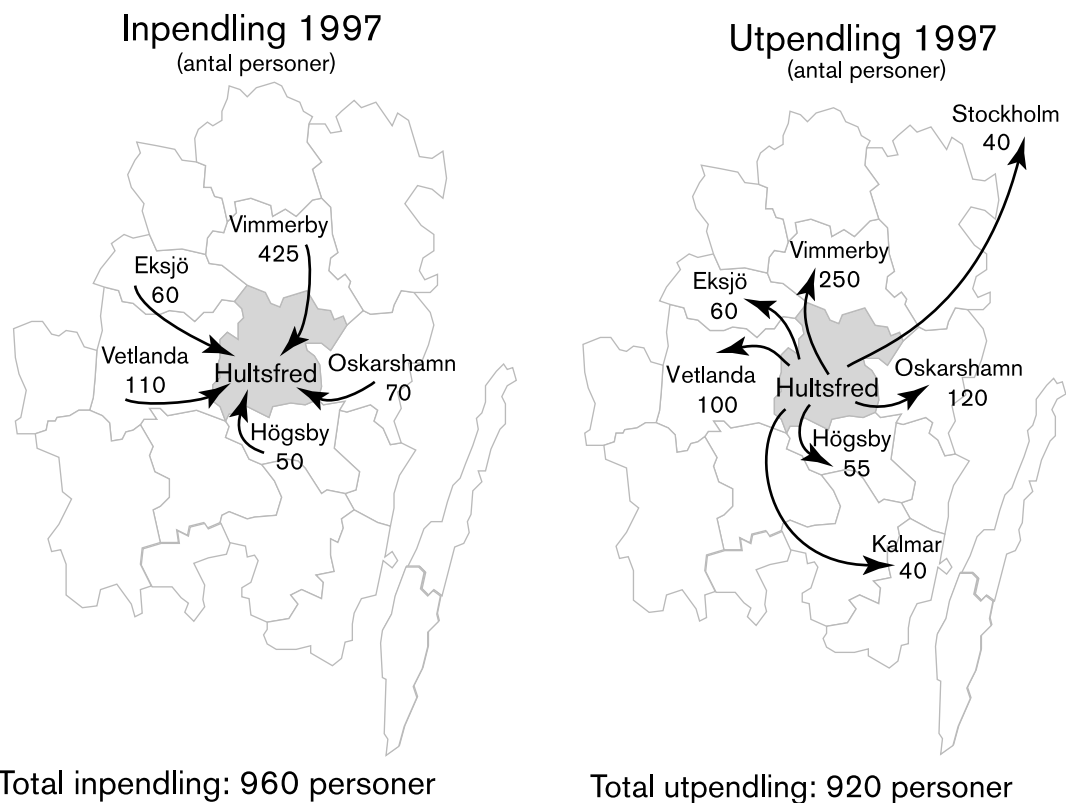 Inpendling 1997
(antal personer)
Vimmerby
425
Eksjö
60
Vetlanda
110
Hultsfred
Oskarshamn
70
Högsby
50
Total inpendling: 960 personer
Utpendling 1997
(antal personer)
Stockholm
40
Vimmerby
250
Eksjö
60
Vetlanda
100
Hultsfred
Oskarshamn
120
Högsby
55
Kalmar
40
Total utpendling: 920 personer